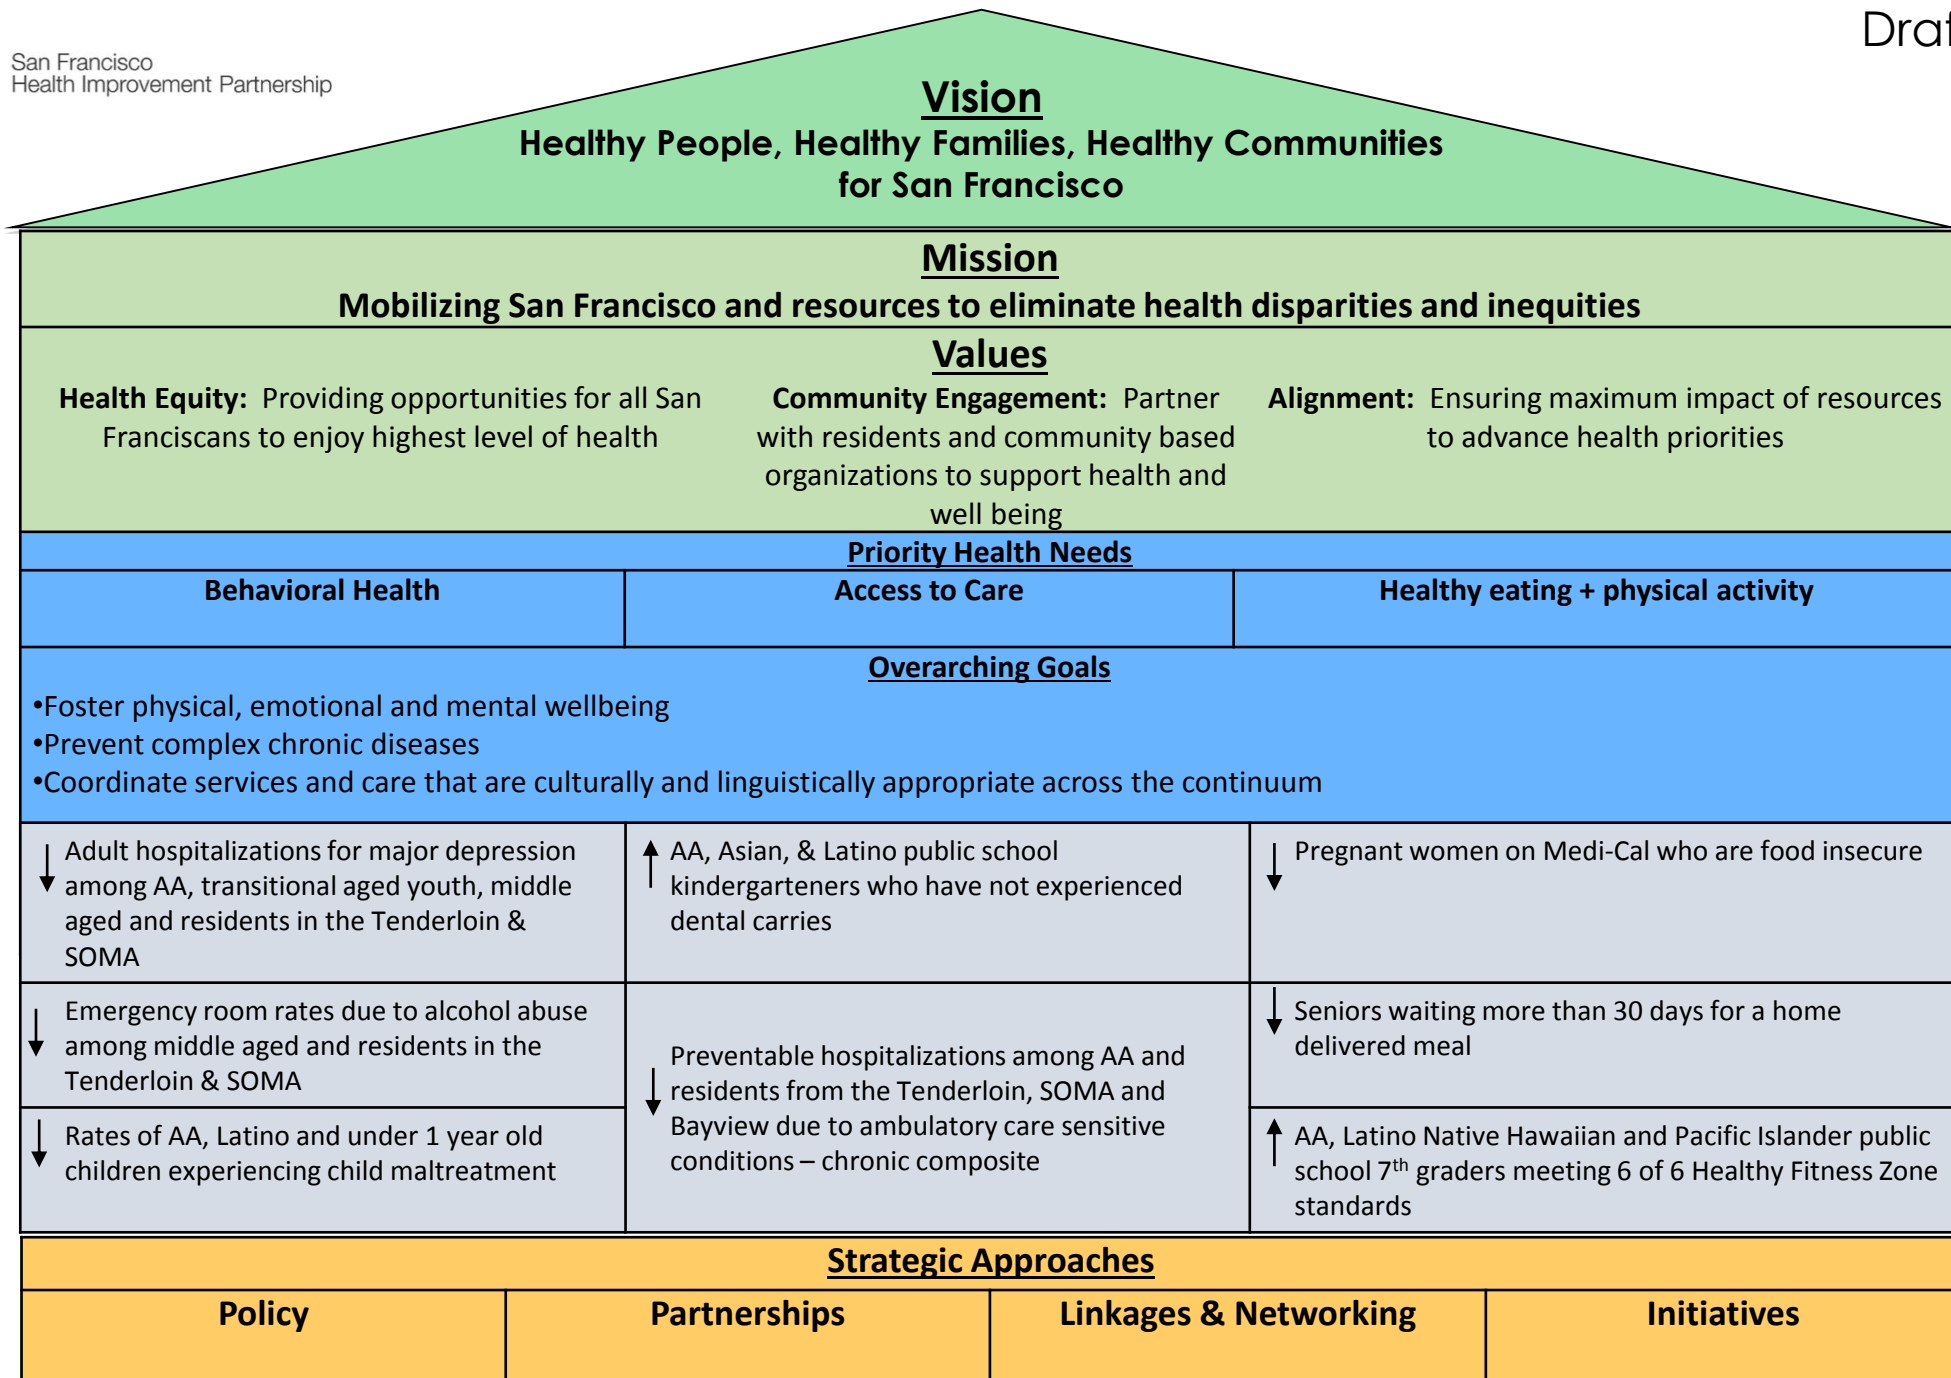 Draf
San Francisco
Health Improvement Partnership
Vision
Healthy People, Healthy Families, Healthy Communities
for San Francisco
Mission
Mobilizing San Francisco and resources to eliminate health disparities and inequities
Values
Health Equity: Providing opportunities for all San
Franciscans to enjoy highest level of health
Community Engagement: Partner
with residents and community based
organizations to support health and
well being
Alignment: Ensuring maximum impact of resources
to advance health priorities
Priority Health Needs
Behavioral Health
Access to Care
Healthy eating + physical activity
Overarching Goals
•Foster physical, emotional and mental wellbeing
•Prevent complex chronic diseases
•Coordinate services and care that are culturally and linguistically appropriate across the continuum
↓ Adult hospitalizations for major depression
among AA, transitional aged youth, middle
aged and residents in the Tenderloin &
SOMA
↑ AA, Asian, & Latino public school
kindergarteners who have not experienced
dental carries
↓ Pregnant women on Medi-Cal who are food insecure
↓ Emergency room rates due to alcohol abuse
among middle aged and residents in the
Tenderloin & SOMA
↓ Preventable hospitalizations among AA and
residents from the Tenderloin, SOMA and
Bayview due to ambulatory care sensitive
conditions – chronic composite
↓ Seniors waiting more than 30 days for a home
delivered meal
↓ Rates of AA, Latino and under 1 year old
children experiencing child maltreatment
↑ AA, Latino Native Hawaiian and Pacific Islander public
school 7th graders meeting 6 of 6 Healthy Fitness Zone
standards
Strategic Approaches
Policy
Partnerships
Linkages & Networking
Initiatives